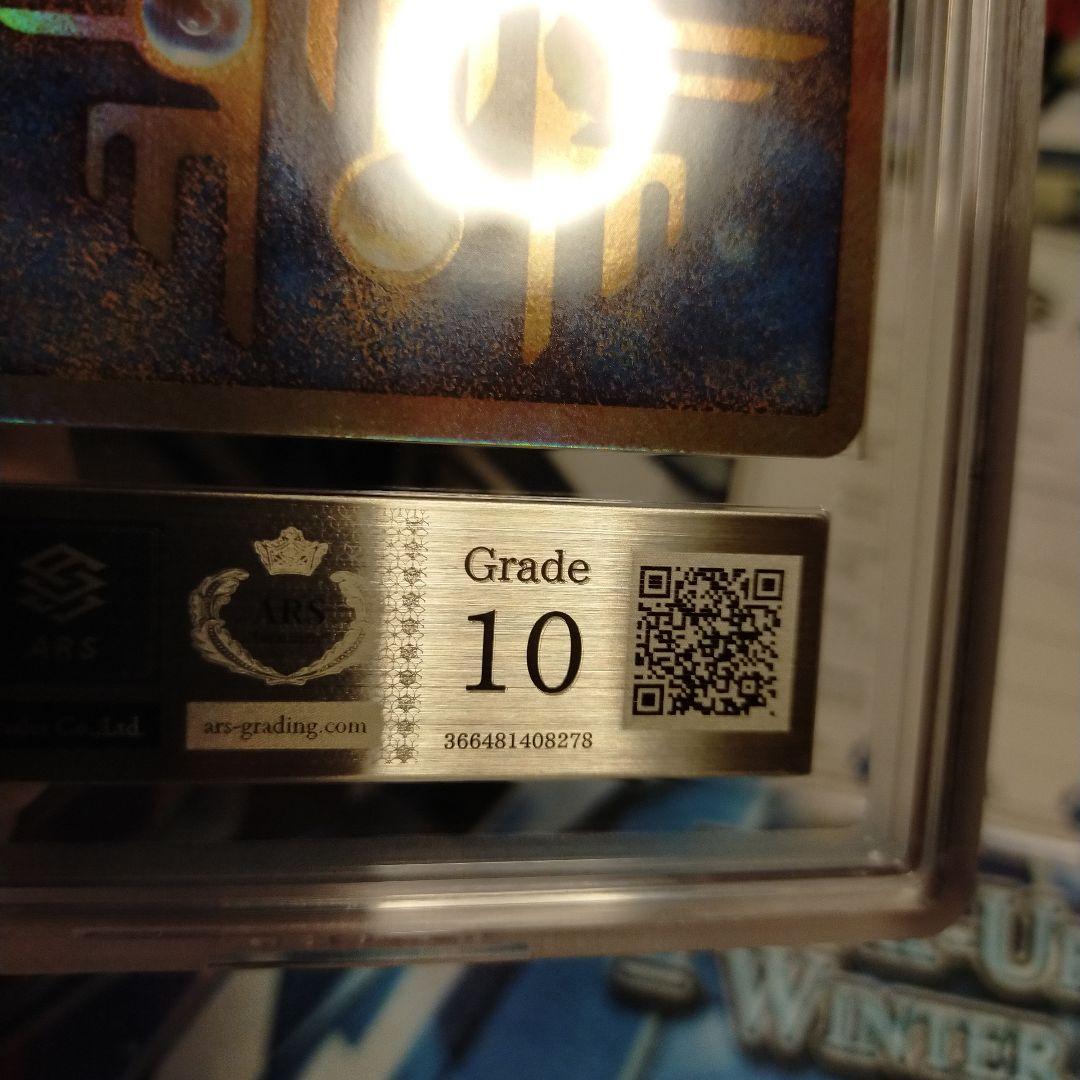 ARS
ARS
Co.,Ltd.
ars-grading.com
Grade
10
366481408278
WINTER